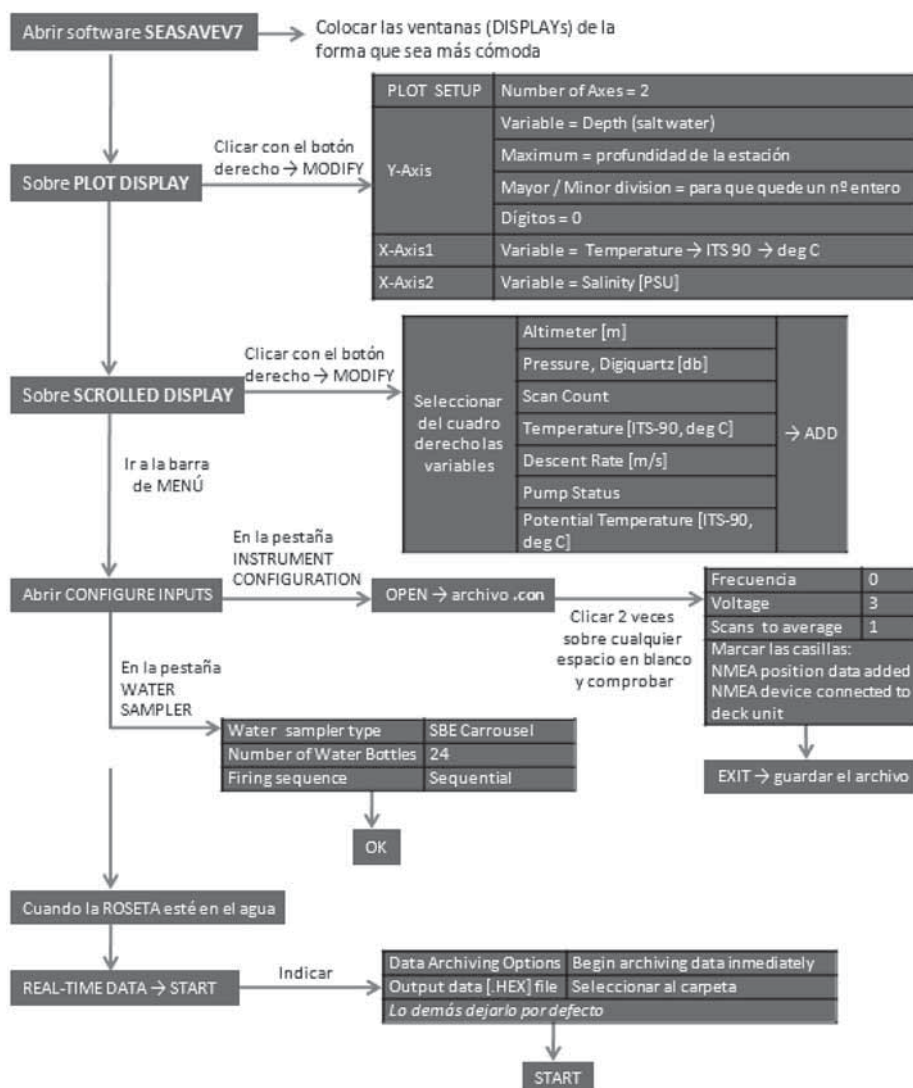 Abrir software SEASAVEV7
Colocar las ventanas (DISPLAYs) de la
forma que sea más cómoda
Sobre PLOT DISPLAY
Clicar con el botón
derecho → MODIFY
PLOT SETUP Number of Axes = 2
Y-Axis
Variable = Depth (salt water)
Maximum = profundidad de la estación
Mayor / Minor division = para que quede un nº entero
Dígitos = 0
X-Axis1 Variable = Temperature → ITS 90 → deg C
X-Axis2 Variable = Salinity [PSU]
Sobre SCROLLED DISPLAY
Clicar con el botón
derecho → MODIFY
Seleccionar
del cuadro
derecho las
variables
Altimeter [m]
Pressure, Digiquartz [db]
Scan Count
Temperature [ITS-90, deg C]
Descent Rate [m/s]
Pump Status
Potential Temperature [ITS-90,
deg C]
→ ADD
Ir a la barra
de MENÚ
Abrir CONFIGURE INPUTS
En la pestaña
INSTRUMENT
CONFIGURATION
OPEN → archivo .con
Clicar 2 veces
sobre cualquier
espacio en blanco
y comprobar
Frecuencia 0
Voltage 3
Scans to average 1
Marcar las casillas:
NMEA position data added
NMEA device connected to
deck unit
EXIT → guardar el archivo
En la pestaña
WATER
SAMPLER
Water sampler type SBE Carrousel
Number of Water Bottles 24
Firing sequence Sequential
OK
Cuando la ROSETA esté en el agua
REAL-TIME DATA → START
Indicar
Data Archiving Options Begin archiving data inmediately
Output data [.HEX] file Seleccionar al carpeta
Lo demás dejarlo por defecto
START